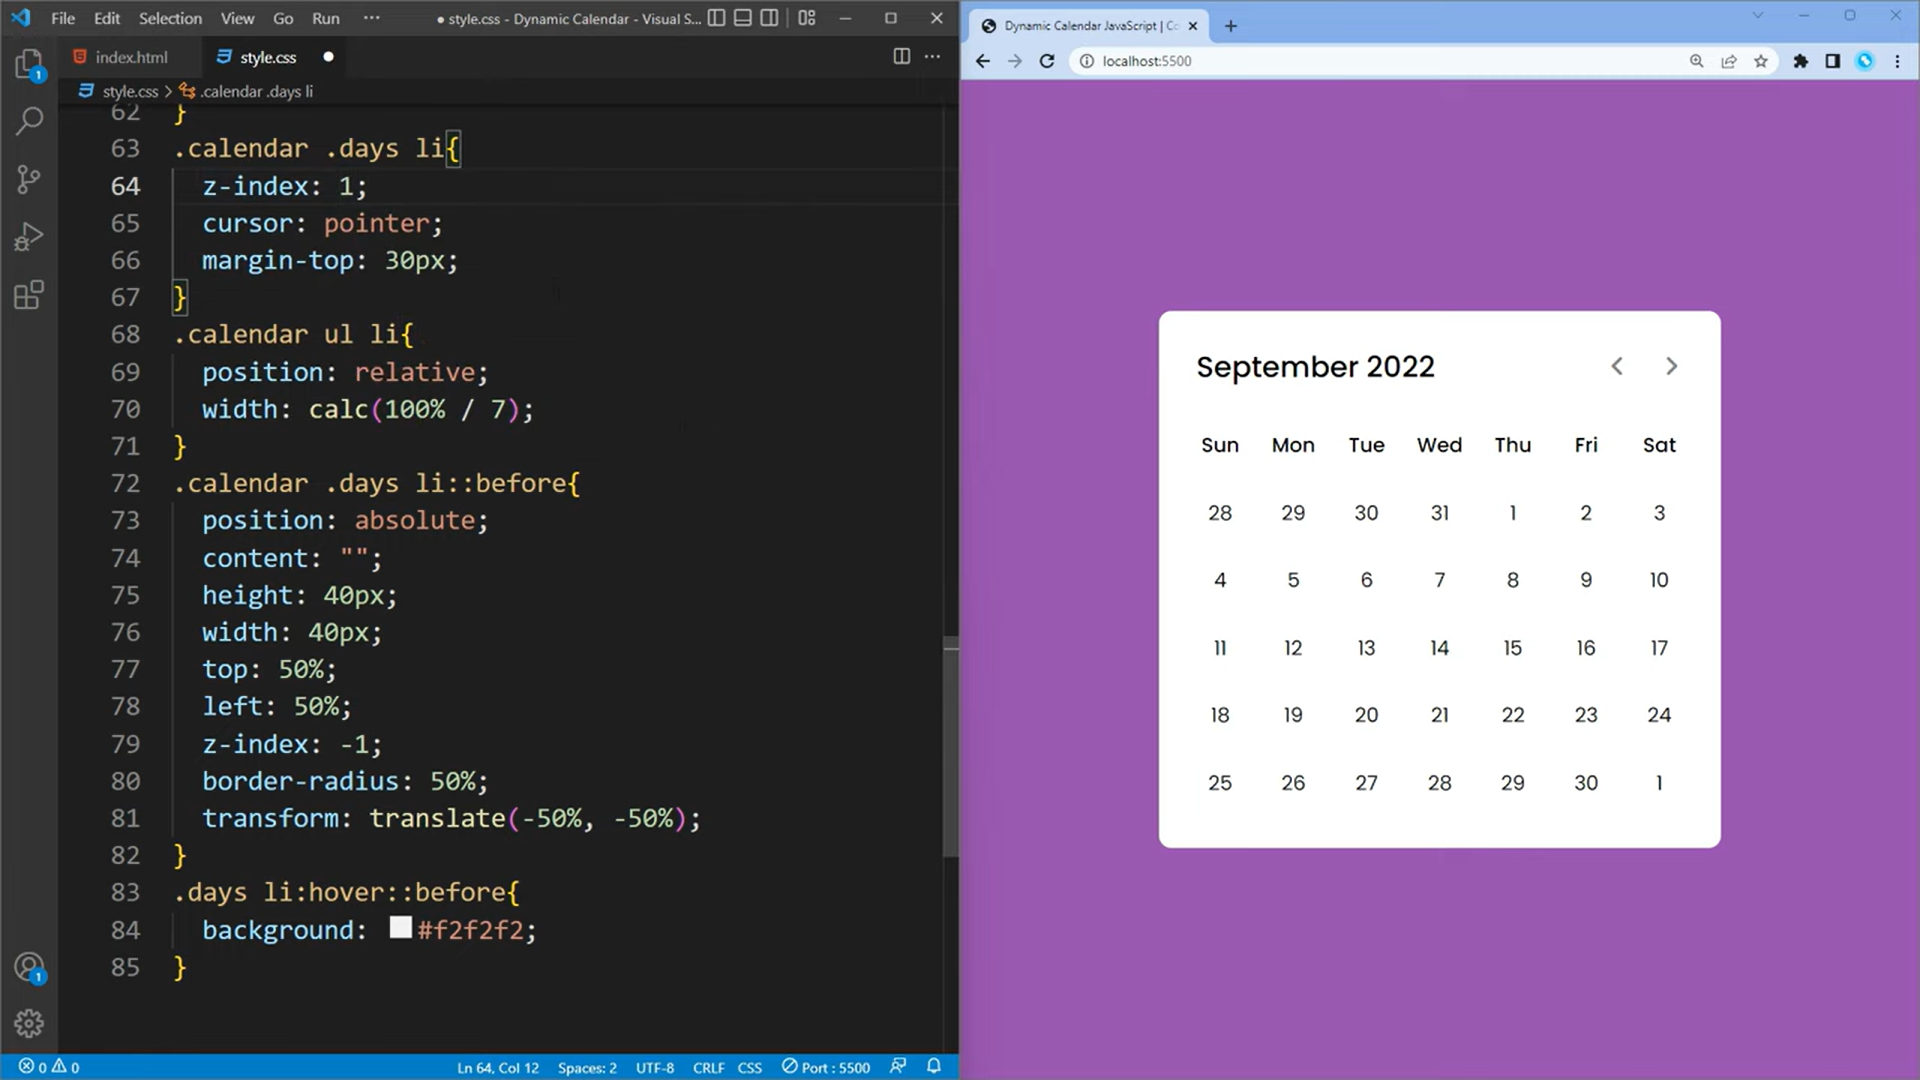 File Edit Selection View Go Run ··· ● style.css - Dynamic Calendar - Visual S...
index.html style.css ●
style.css > .calendar .days li
62 }
63 .calendar .days li{
64 z-index: 1;
65 cursor: pointer;
66 margin-top: 30px;
67 }
68 .calendar ul li{
69 position: relative;
70 width: calc(100% / 7);
71 }
72 .calendar .days li::before{
73 position: absolute;
74 content: "";
75 height: 40px;
76 width: 40px;
77 top: 50%;
78 left: 50%;
79 z-index: -1;
80 border-radius: 50%;
81 transform: translate(-50%, -50%);
82 }
83 .days li:hover::before{
84 background: #f2f2f2;
85 }
1
1
0 0 Ln 64, Col 12 Spaces: 2 UTF-8 CRLF CSS Port : 5500
Dynamic Calendar JavaScript | Co
localhost:5500
September 2022
Sun Mon Tue Wed Thu Fri Sat
28 29 30 31 1 2 3
4 5 6 7 8 9 10
11 12 13 14 15 16 17
18 19 20 21 22 23 24
25 26 27 28 29 30 1